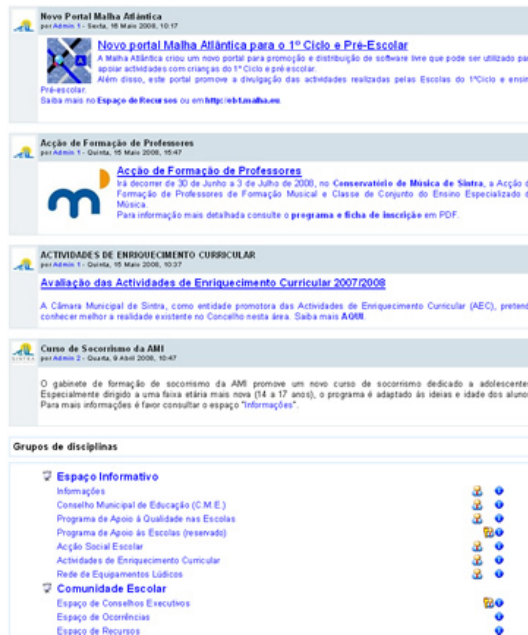 Novo Portal Malha Atlântica
por Admin 1 - Sexta, 16 Maio 2008, 10:17
Novo portal Malha Atlântica para o 1º Ciclo e Pré-Escolar
A Malha Atlântica criou um novo portal para promoção e distribuição de software livre que pode ser utilizado par
apoiar actividades com crianças do 1º Ciclo e pré-escolar.
Além disso, este portal promove a divulgação das actividades realizadas pelas Escolas do 1ºCiclo e ensin
Pré-escolar.
Saiba mais no Espaço de Recursos ou em http://eb1.malha.eu.
Acção de Formação de Professores
por Admin 1 - Quinta, 15 Maio 2008, 15:47
Acção de Formação de Professores
Irá decorrer de 30 de Junho a 3 de Julho de 2008, no Conservatório de Música de Sintra, a Acção d
Formação de Professores de Formação Musical e Classe de Conjunto do Ensino Especializado d
Música.
Para informação mais detalhada consulte o programa e ficha de inscrição em PDF.
ACTIVIDADES DE ENRIQUECIMENTO CURRICULAR
por Admin 1 - Quinta, 15 Maio 2008, 10:37
Avaliação das Actividades de Enriquecimento Curricular 2007/2008
A Câmara Municipal de Sintra, como entidade promotora das Actividades de Enriquecimento Curricular (AEC), pretend
conhecer melhor a realidade existente no Concelho nesta área. Saiba mais AQUI.
Curso de Socorrismo da AMI
por Admin 2 - Quarta, 9 Abril 2008, 10:47
SINTRA
O gabinete de formação de socorrismo da AMI promove um novo curso de socorrismo dedicado a adolescente
Especialmente dirigido a uma faixa etária mais nova (14 a 17 anos), o programa é adaptado às ideias e idade dos aluno
Para mais informações é favor consultar o espaço "Informações".
Grupos de disciplinas
Espaço Informativo
Informações
Conselho Municipal de Educação (C.M.E.)
Programa de Apoio à Qualidade nas Escolas
Programa de Apoio às Escolas (reservado)
Acção Social Escolar
Actividades de Enriquecimento Curricular
Rede de Equipamentos Lúdicos
Comunidade Escolar
Espaço de Conselhos Executivos
Espaço de Ocorrências
Espaço de Recursos